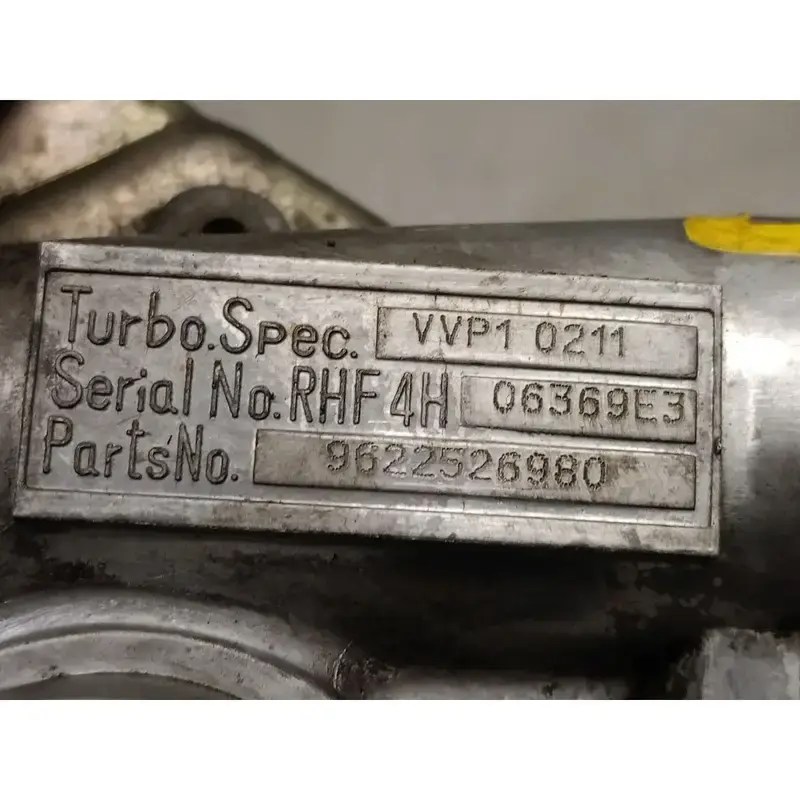 Turbo.Spec. VVP1 0211
Serial No.RHF4H 06369E3
PartsNo. 9622526980